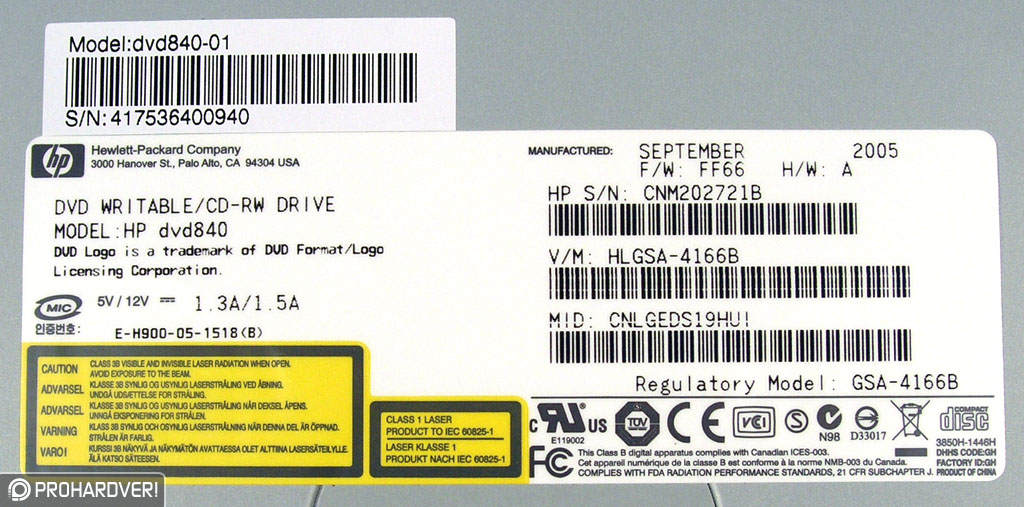 Model:dvd840-01
S/N: 417536400940
hp
Hewlett-Packard Company
3000 Hanover St., Palo Alto, CA 94304 USA
MANUFACTURED: SEPTEMBER 2005
F/W: FF66 H/W: A
HP S/N: CNM202721B
DVD WRITABLE/CD-RW DRIVE
MODEL:HP dvd840
DVD Logo is a trademark of DVD Format/Logo
Licensing Corporation.
V/M: HLGSA-4166B
MIC 5V / 12V 1.3A/1.5A
인증번호: E-H900-05-1518(B)
MID: CNLGEDS19HUI
Regulatory Model: GSA-4166B
CAUTION CLASS 3B VISIBLE AND INVISIBLE LASER RADIATION WHEN OPEN.
AVOID EXPOSURE TO THE BEAM.
ADVARSEL KLASSE 3B SYNLIG OG USYNLIG LASERSTRÅLING VED ÅBNING.
UNDGÅ UDSÆTTELSE FOR STRÅLING.
ADVARSEL KLASSE 3B SYNLIG OG USYNLIG LASERSTRÅLING NÅR DEKSEL ÅPENS.
UNNGÅ EKSPONERING FOR STRÅLEN.
VARNING KLASS 3B SYNLIG OCH OSYNLIG LASERSTRÅLNING NÄR DENNA DEL ÄR ÖPPNAD.
STRÅLEN ÄR FARLIG.
VARO! KURSSI 3B NÄKYVÄ JA NÄKYMÄTÖN AVATTAESSA OLET ALTTIINA LASERSÄTEILYLLE.
ÄLÄ KATSO SÄTEESEEN.
CLASS 1 LASER
PRODUCT TO IEC 60825-1
LASER KLASSE 1
PRODUKT NACH IEC 60825-1
c UL US
E119002
TÜV
CE
FC
VCI
S
N98
D33017
COMPACT
disc
3850H-1446H
DHHS CODE:GH
FACTORY ID:GH
PRODUCT OF CHINA
This Class B digital apparatus complies with Canadian ICES-003.
Cet appareil numérique de la classe B est conforme à la norme NMB-003 du Canada.
COMPLIES WITH FDA RADIATION PERFORMANCE STANDARDS, 21 CFR SUBCHAPTER J.
PROHARDVER!